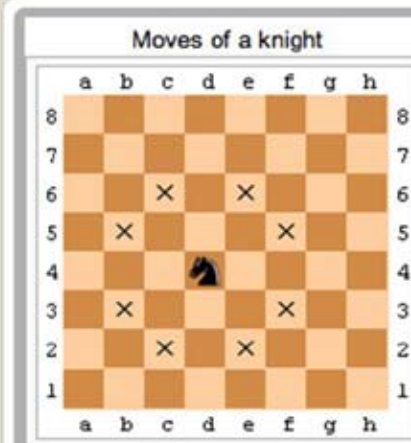 Moves of a knight
a b c d e f g h
8 8
7 7
6 × × 6
5 × × 5
4 4
3 × × 3
2 × × 2
1 1
a b c d e f g h